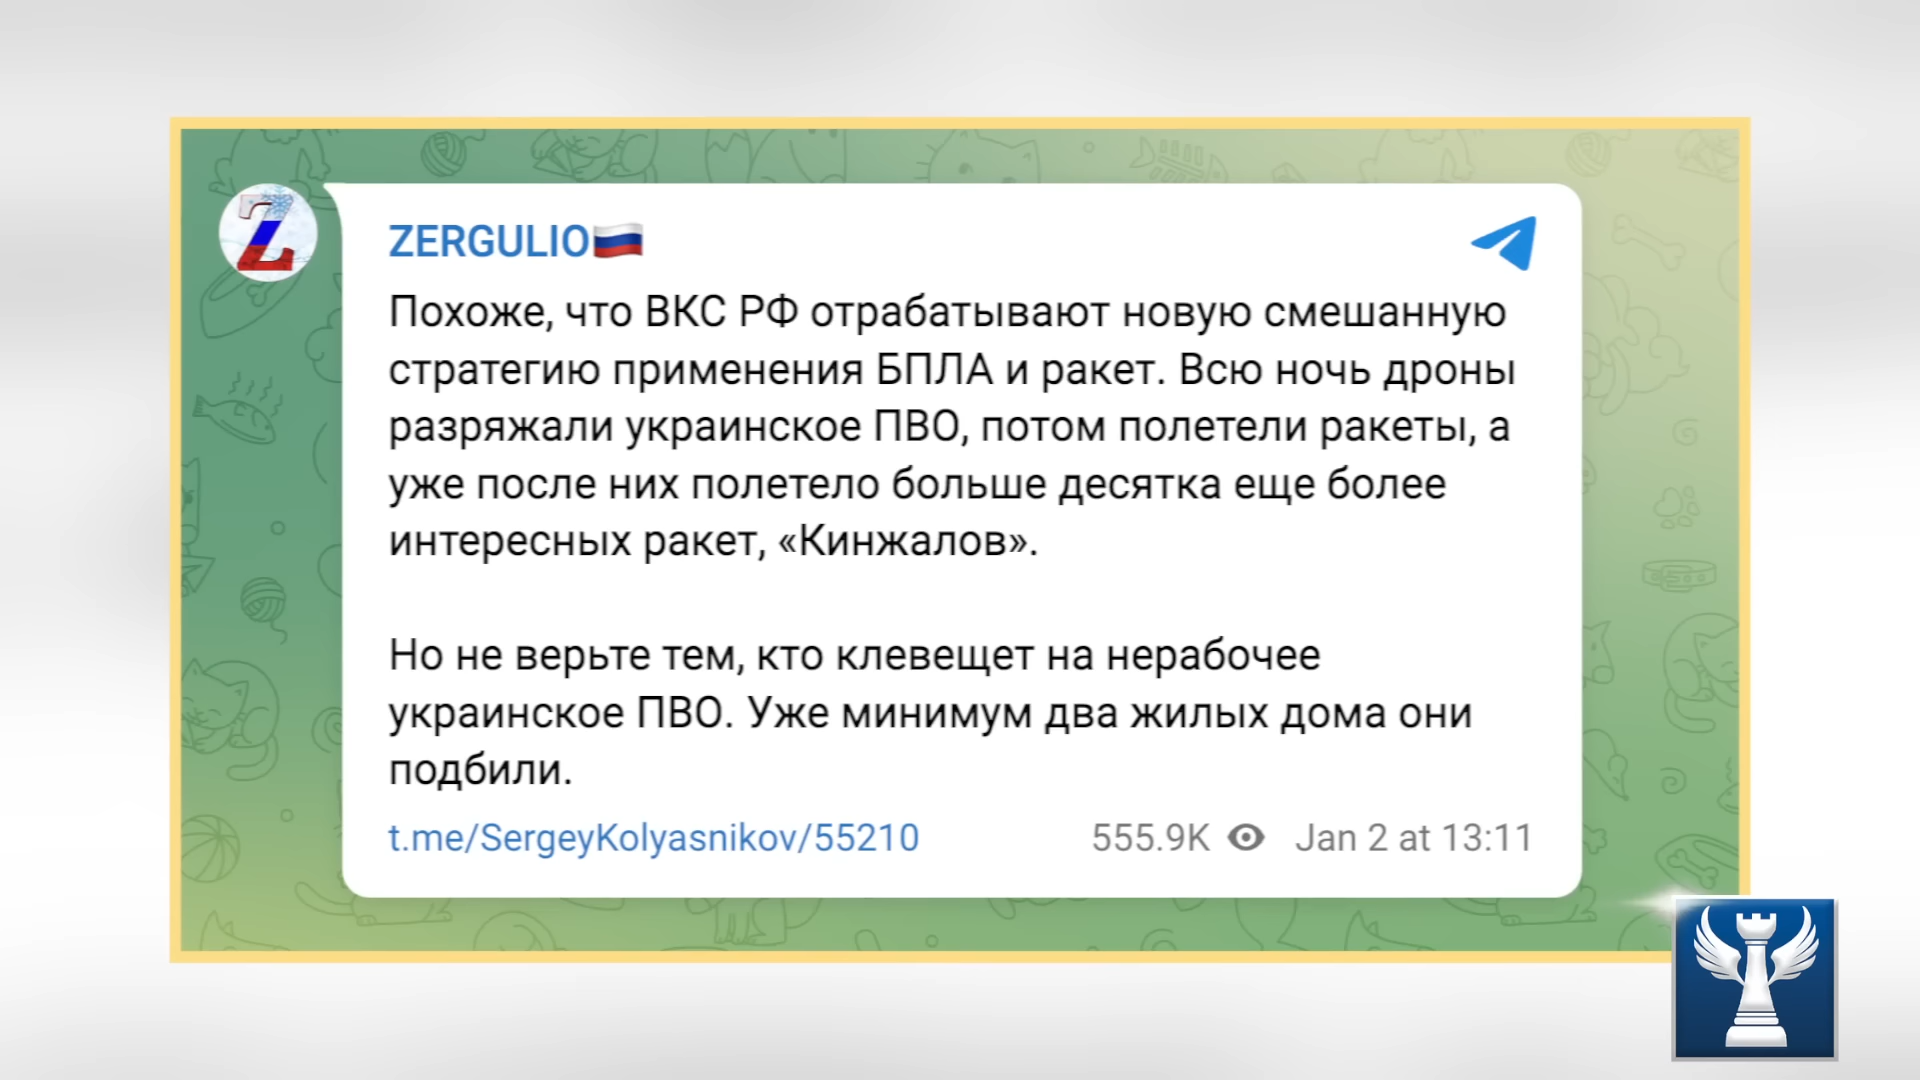 ZERGULIO🇷🇺
Похоже, что ВКС РФ отрабатывают новую смешанную
стратегию применения БПЛА и ракет. Всю ночь дроны
разряжали украинское ПВО, потом полетели ракеты, а
уже после них полетело больше десятка еще более
интересных ракет, «Кинжалов».
Но не верьте тем, кто клевещет на нерабочее
украинское ПВО. Уже минимум два жилых дома они
подбили.
t.me/SergeyKolyasnikov/55210 555.9K Jan 2 at 13:11